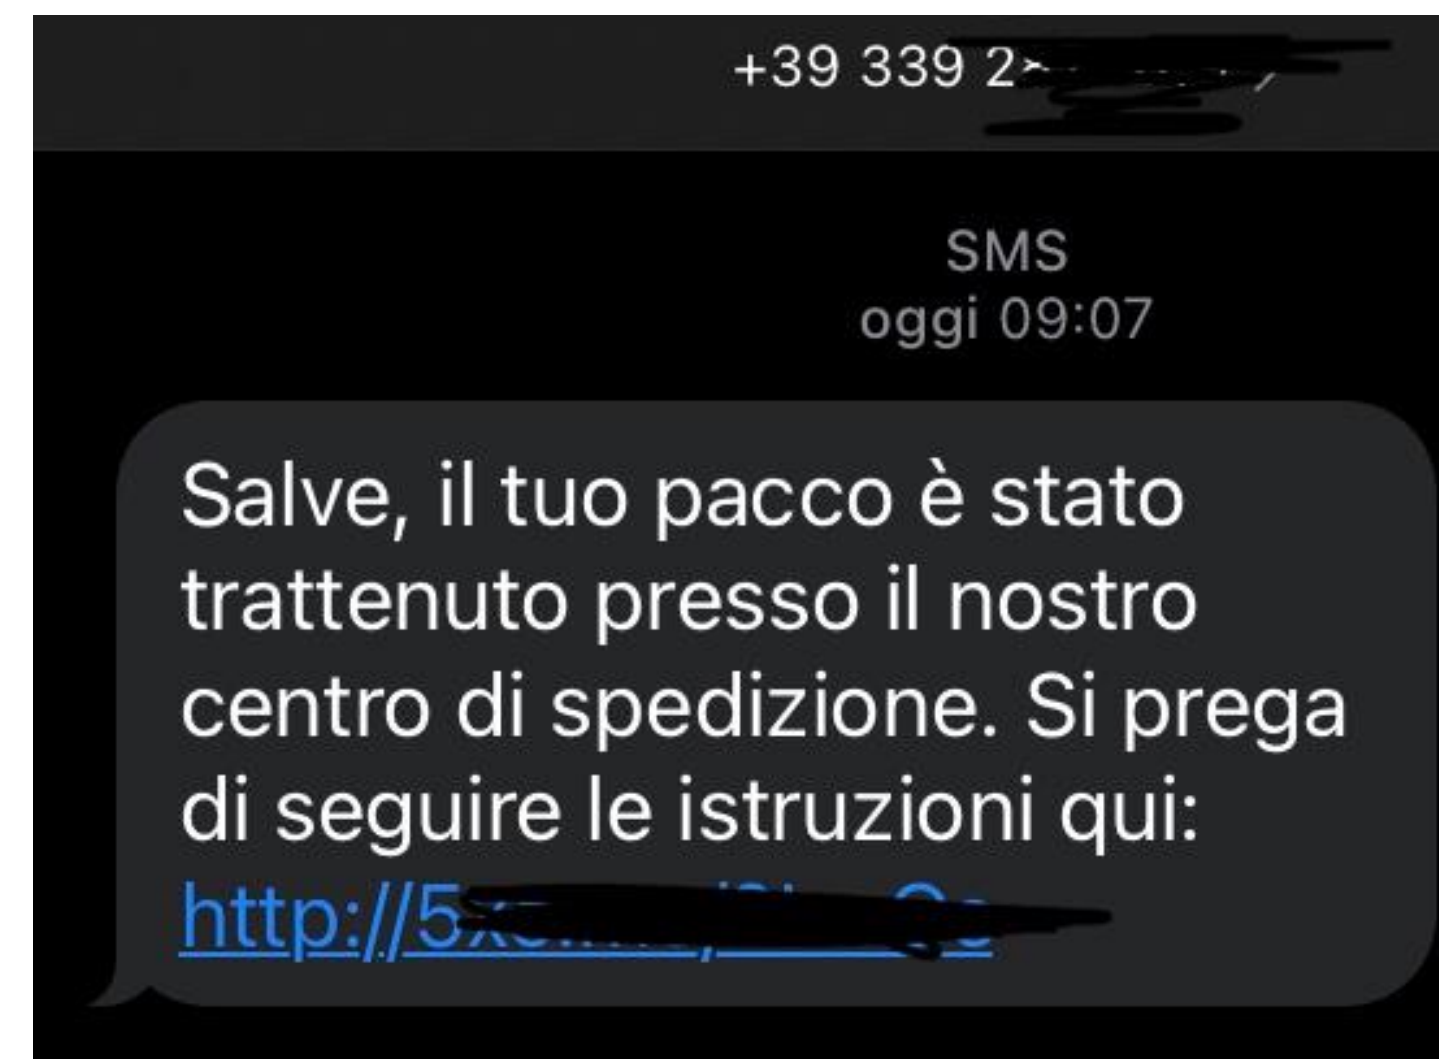 +39 339 2
SMS
oggi 09:07
Salve, il tuo pacco è stato
trattenuto presso il nostro
centro di spedizione. Si prega
di seguire le istruzioni qui:
http://5